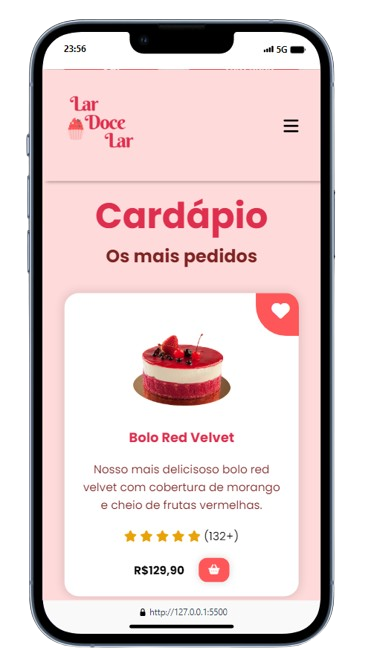 23:56
5G
Lar
Doce
Lar
Cardápio
Os mais pedidos
Bolo Red Velvet
Nosso mais delicisoso bolo red
velvet com cobertura de morango
e cheio de frutas vermelhas.
(132+)
R$129,90
http://127.0.0.1:5500